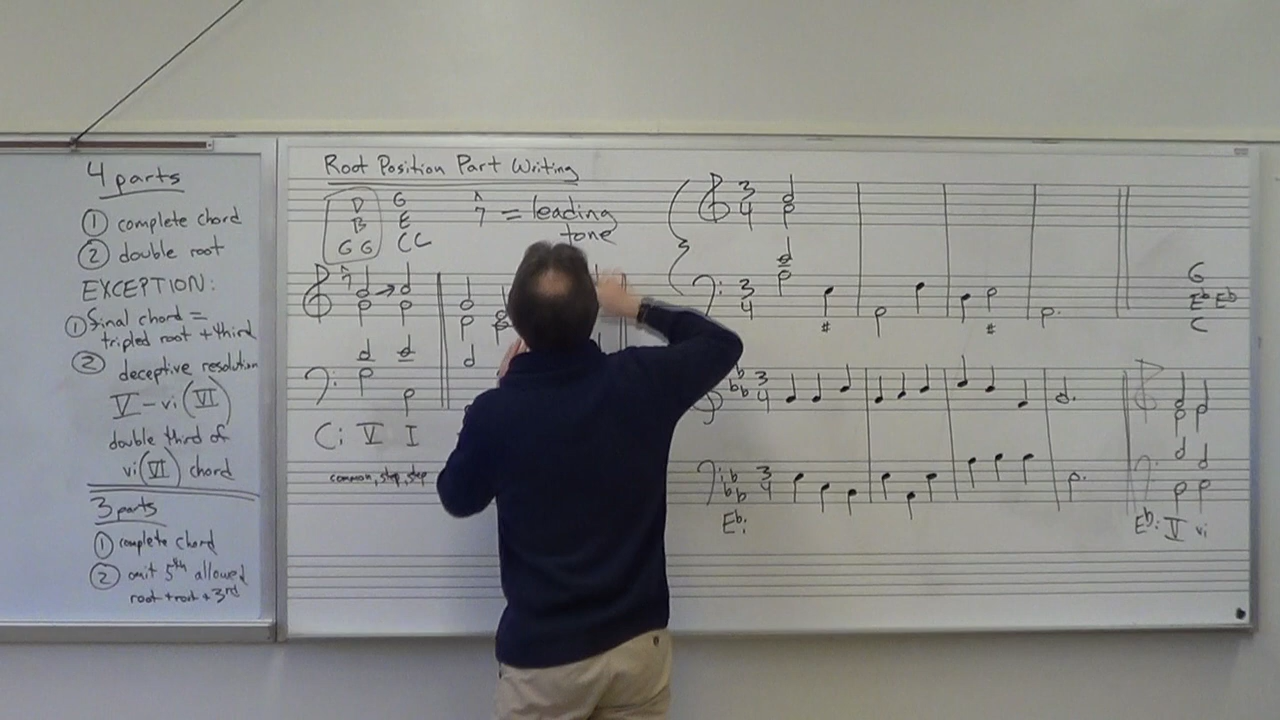 4 parts
① complete chord
② double root
EXCEPTION:
① final chord =
tripled root + third
② deceptive resolution
V – vi (VI)
double third of
vi (VI) chord
3 parts
① complete chord
② omit 5th allowed
root + root + 3rd
Root Position Part Writing
D G
B E
G G C C
^7 = leading
tone
^7 →
C: V I
common, step, step
3 4
3 4
# #
G
E♭ E♭
C
♭ ♭ ♭ 3 4
♭ ♭ ♭ 3 4
E♭:
E♭: V vi